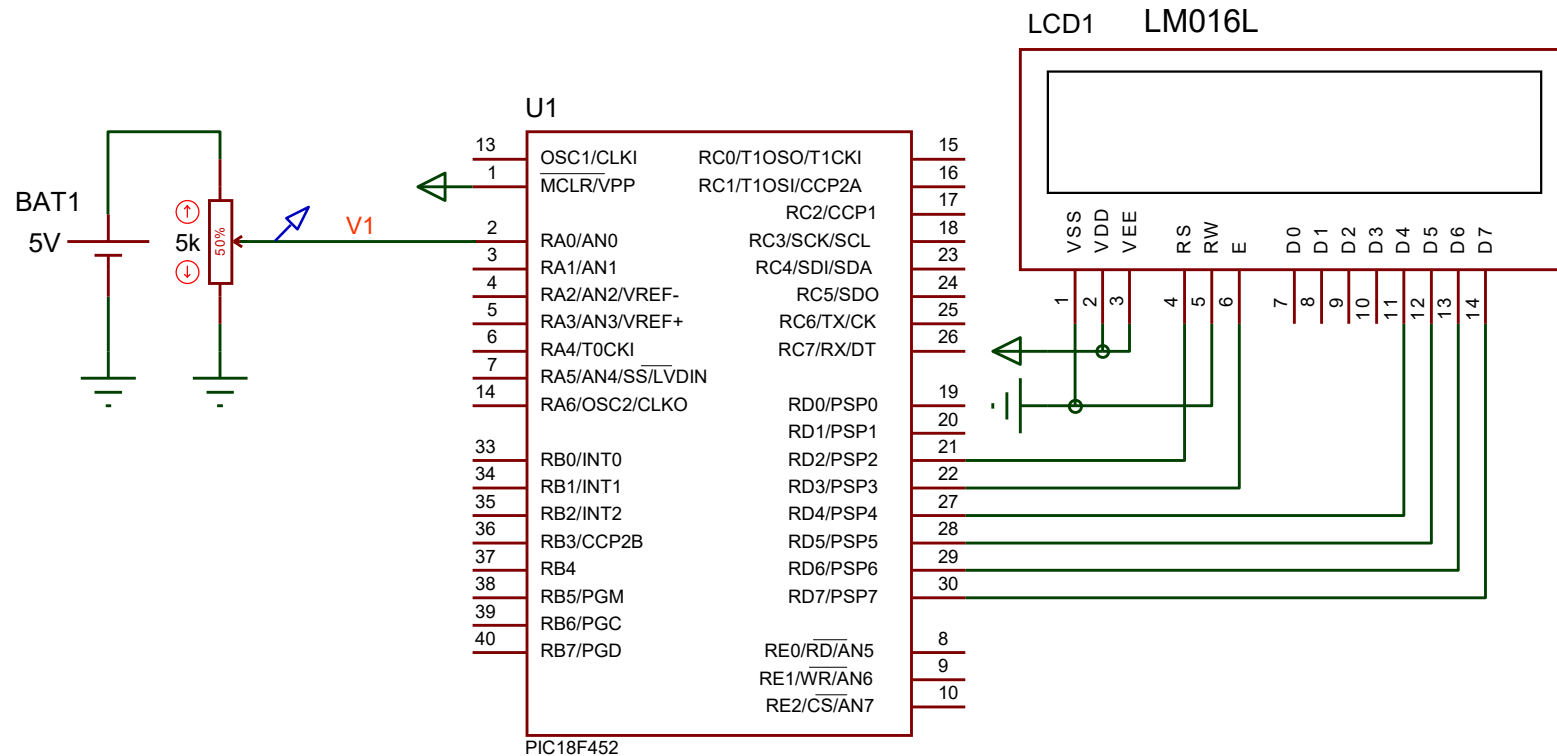 LCD1 LM016L
VSS
VDD
VEE
RS
RW
E
D0
D1
D2
D3
D4
D5
D6
D7
1
2
3
4
5
6
7
8
9
10
11
12
13
14
BAT1
5V
5k
50%
V1
U1
13 OSC1/CLKI RC0/T1OSO/T1CKI 15
1 MCLR/VPP RC1/T1OSI/CCP2A 16
RC2/CCP1 17
2 RA0/AN0 RC3/SCK/SCL 18
3 RA1/AN1 RC4/SDI/SDA 23
4 RA2/AN2/VREF- RC5/SDO 24
5 RA3/AN3/VREF+ RC6/TX/CK 25
6 RA4/T0CKI RC7/RX/DT 26
7 RA5/AN4/SS/LVDIN
14 RA6/OSC2/CLKO RD0/PSP0 19
RD1/PSP1 20
33 RB0/INT0 RD2/PSP2 21
34 RB1/INT1 RD3/PSP3 22
35 RB2/INT2 RD4/PSP4 27
36 RB3/CCP2B RD5/PSP5 28
37 RB4 RD6/PSP6 29
38 RB5/PGM RD7/PSP7 30
39 RB6/PGC
40 RB7/PGD RE0/RD/AN5 8
RE1/WR/AN6 9
RE2/CS/AN7 10
PIC18F452